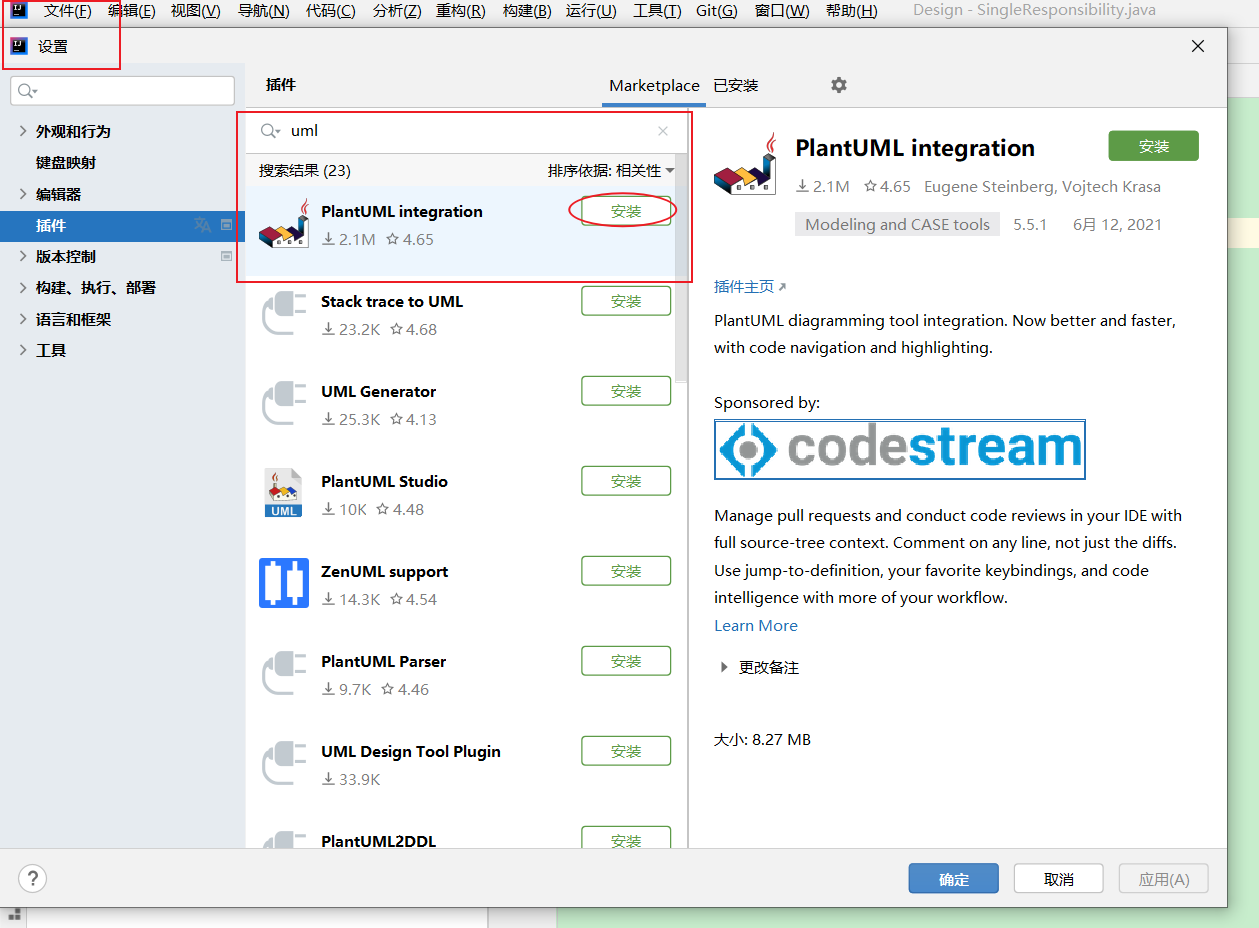 文件(F) 编辑(E) 视图(V) 导航(N) 代码(C) 分析(Z) 重构(R) 构建(B) 运行(U) 工具(T) Git(G) 窗口(W) 帮助(H) Design - SingleResponsibility.java
设置
外观和行为
键盘映射
编辑器
插件
版本控制
构建、执行、部署
语言和框架
工具
插件
Marketplace 已安装
uml
搜索结果 (23) 排序依据: 相关性
PlantUML integration 安装
2.1M 4.65
Stack trace to UML 安装
23.2K 4.68
UML Generator 安装
25.3K 4.13
PlantUML Studio 安装
UML
10K 4.48
ZenUML support 安装
14.3K 4.54
PlantUML Parser 安装
9.7K 4.46
UML Design Tool Plugin 安装
33.9K
PlantUML2DDL 安装
PlantUML integration 安装
2.1M 4.65 Eugene Steinberg, Vojtech Krasa
Modeling and CASE tools 5.5.1 6月 12, 2021
插件主页
PlantUML diagramming tool integration. Now better and faster,
with code navigation and highlighting.
Sponsored by:
codestream
Manage pull requests and conduct code reviews in your IDE with
full source-tree context. Comment on any line, not just the diffs.
Use jump-to-definition, your favorite keybindings, and code
intelligence with more of your workflow.
Learn More
更改备注
大小: 8.27 MB
? 确定 取消 应用(A)